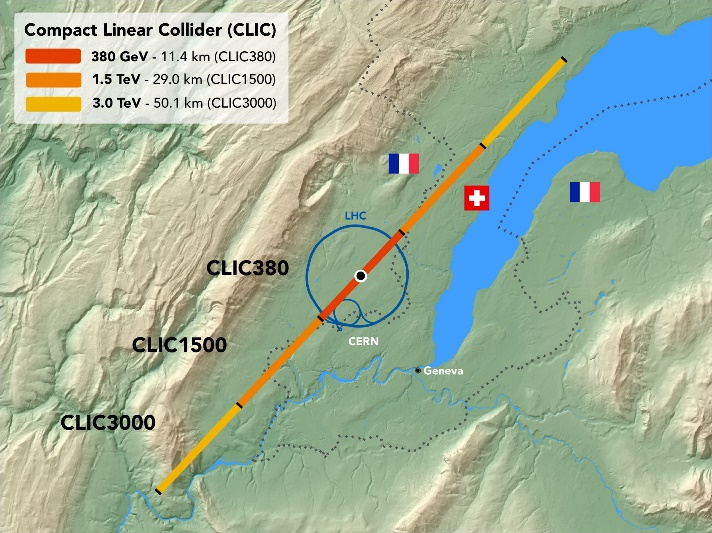 Compact Linear Collider (CLIC)
380 GeV - 11.4 km (CLIC380)
1.5 TeV - 29.0 km (CLIC1500)
3.0 TeV - 50.1 km (CLIC3000)
LHC
CLIC380
CLIC1500
CERN
Geneva
CLIC3000